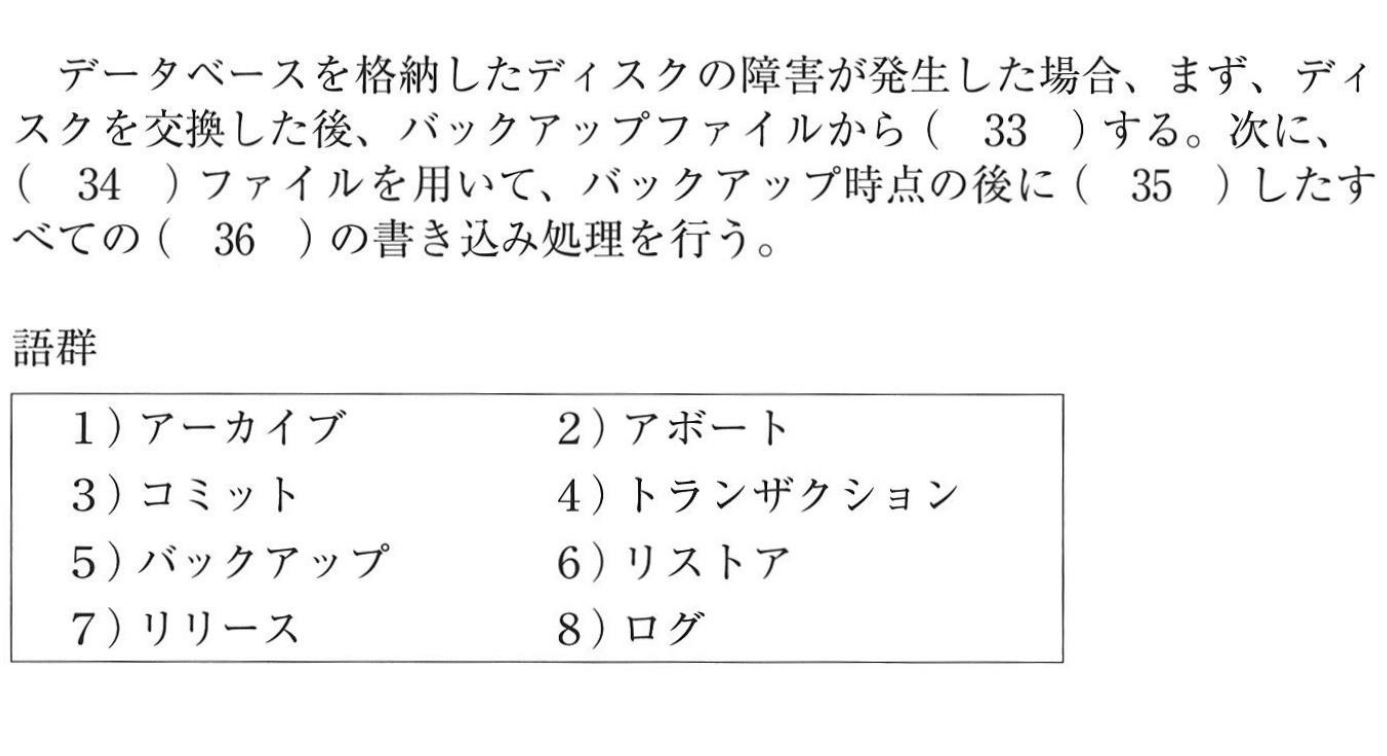 データベースを格納したディスクの障害が発生した場合、まず、ディ
スクを交換した後、バックアップファイルから( 33 )する。次に、
( 34 )ファイルを用いて、バックアップ時点の後に( 35 )したす
べての( 36 )の書き込み処理を行う。
語群
1)アーカイブ 2)アボート
3)コミット 4)トランザクション
5)バックアップ 6)リストア
7)リリース 8)ログ